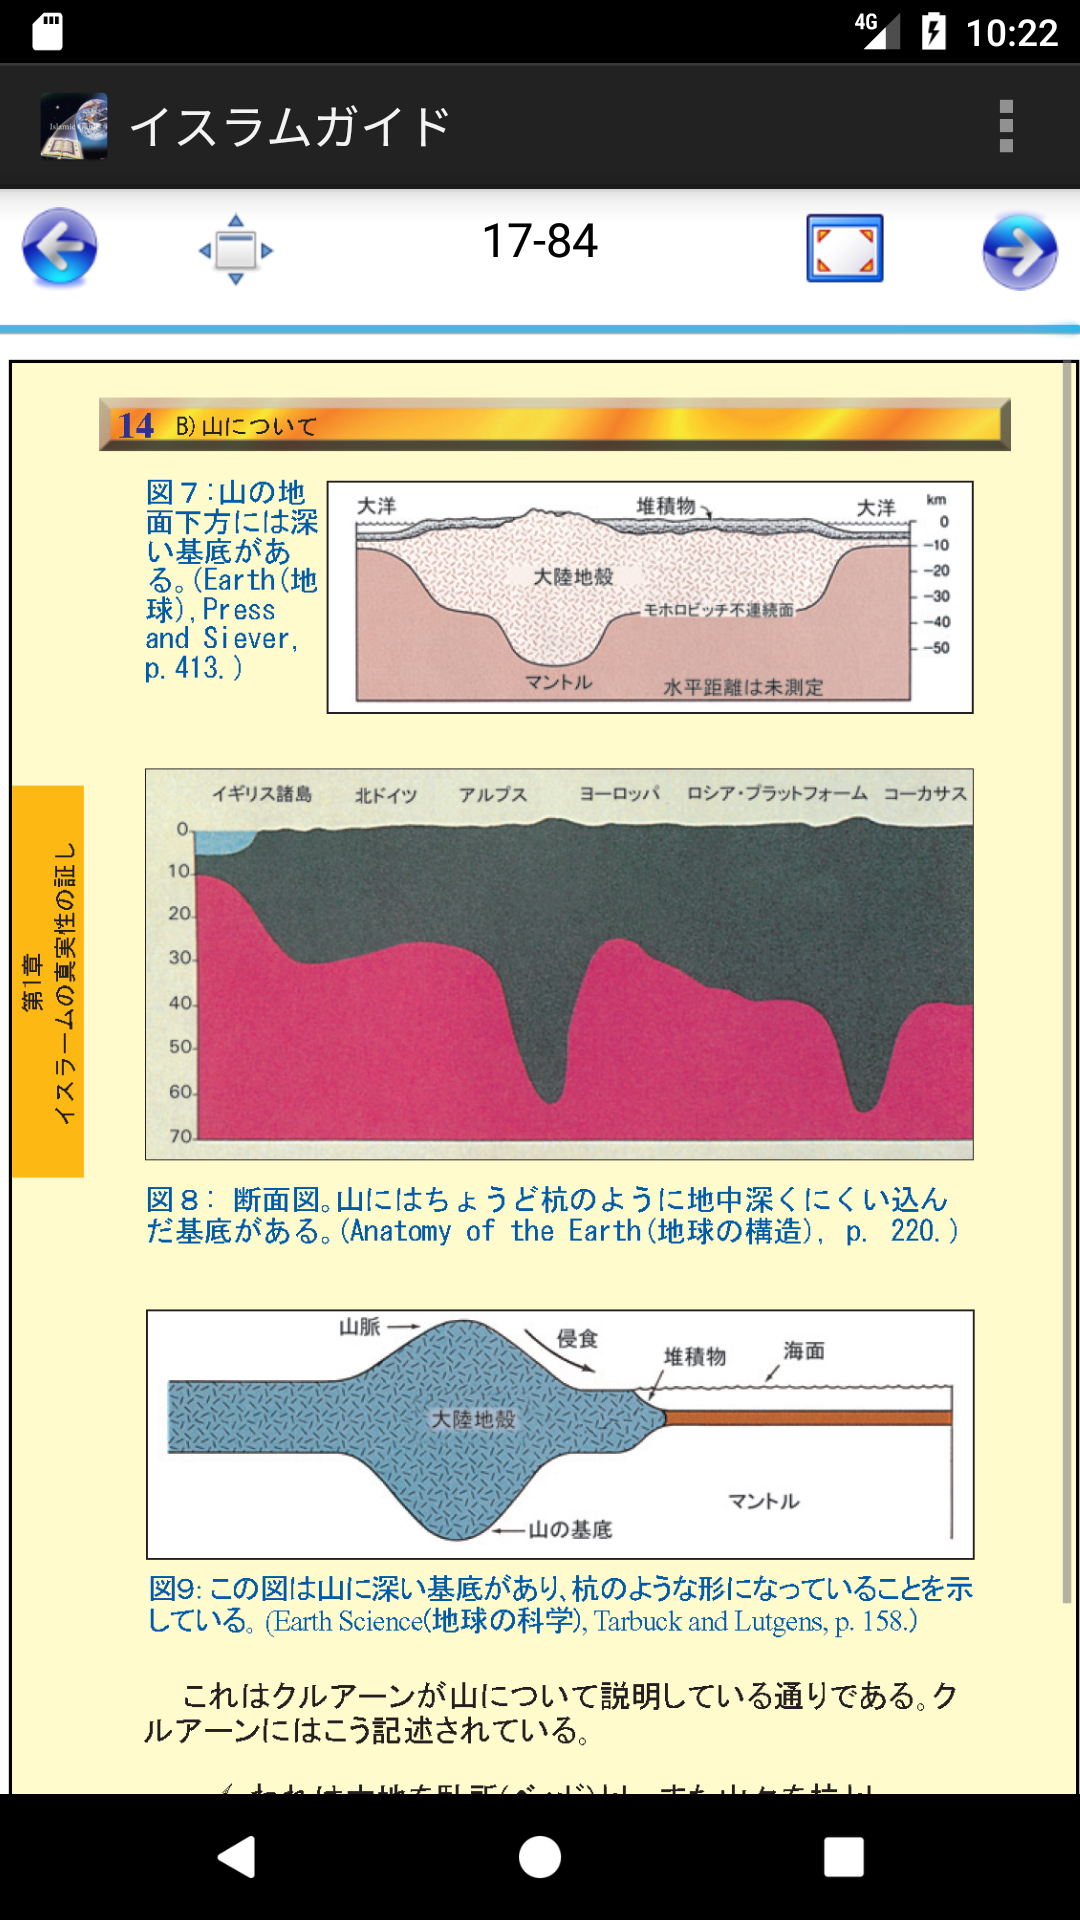 4G 10:22
Islamic
イスラムガイド
17-84
14 B)山について
図７:山の地
面下方には深
い基底があ
る。(Earth(地
球),Press
and Siever,
p.413.)
大洋 堆積物 大洋 km
0
-10
-20
-30
-40
-50
大陸地殻
モホロビッチ不連続面
マントル 水平距離は未測定
イギリス諸島 北ドイツ アルプス ヨーロッパ ロシア・プラットフォーム コーカサス
0
10
20
30
40
50
60
70
第1章
イスラームの真実性の証し
図８: 断面図。山にはちょうど杭のように地中深くにくい込ん
だ基底がある。(Anatomy of the Earth(地球の構造), p. 220.)
山脈 侵食
堆積物 海面
大陸地殻
マントル
山の基底
図9: この図は山に深い基底があり、杭のような形になっていることを示
している。(Earth Science(地球の科学), Tarbuck and Lutgens, p. 158.)
これはクルアーンが山について説明している通りである。ク
ルアーンにはこう記述されている。